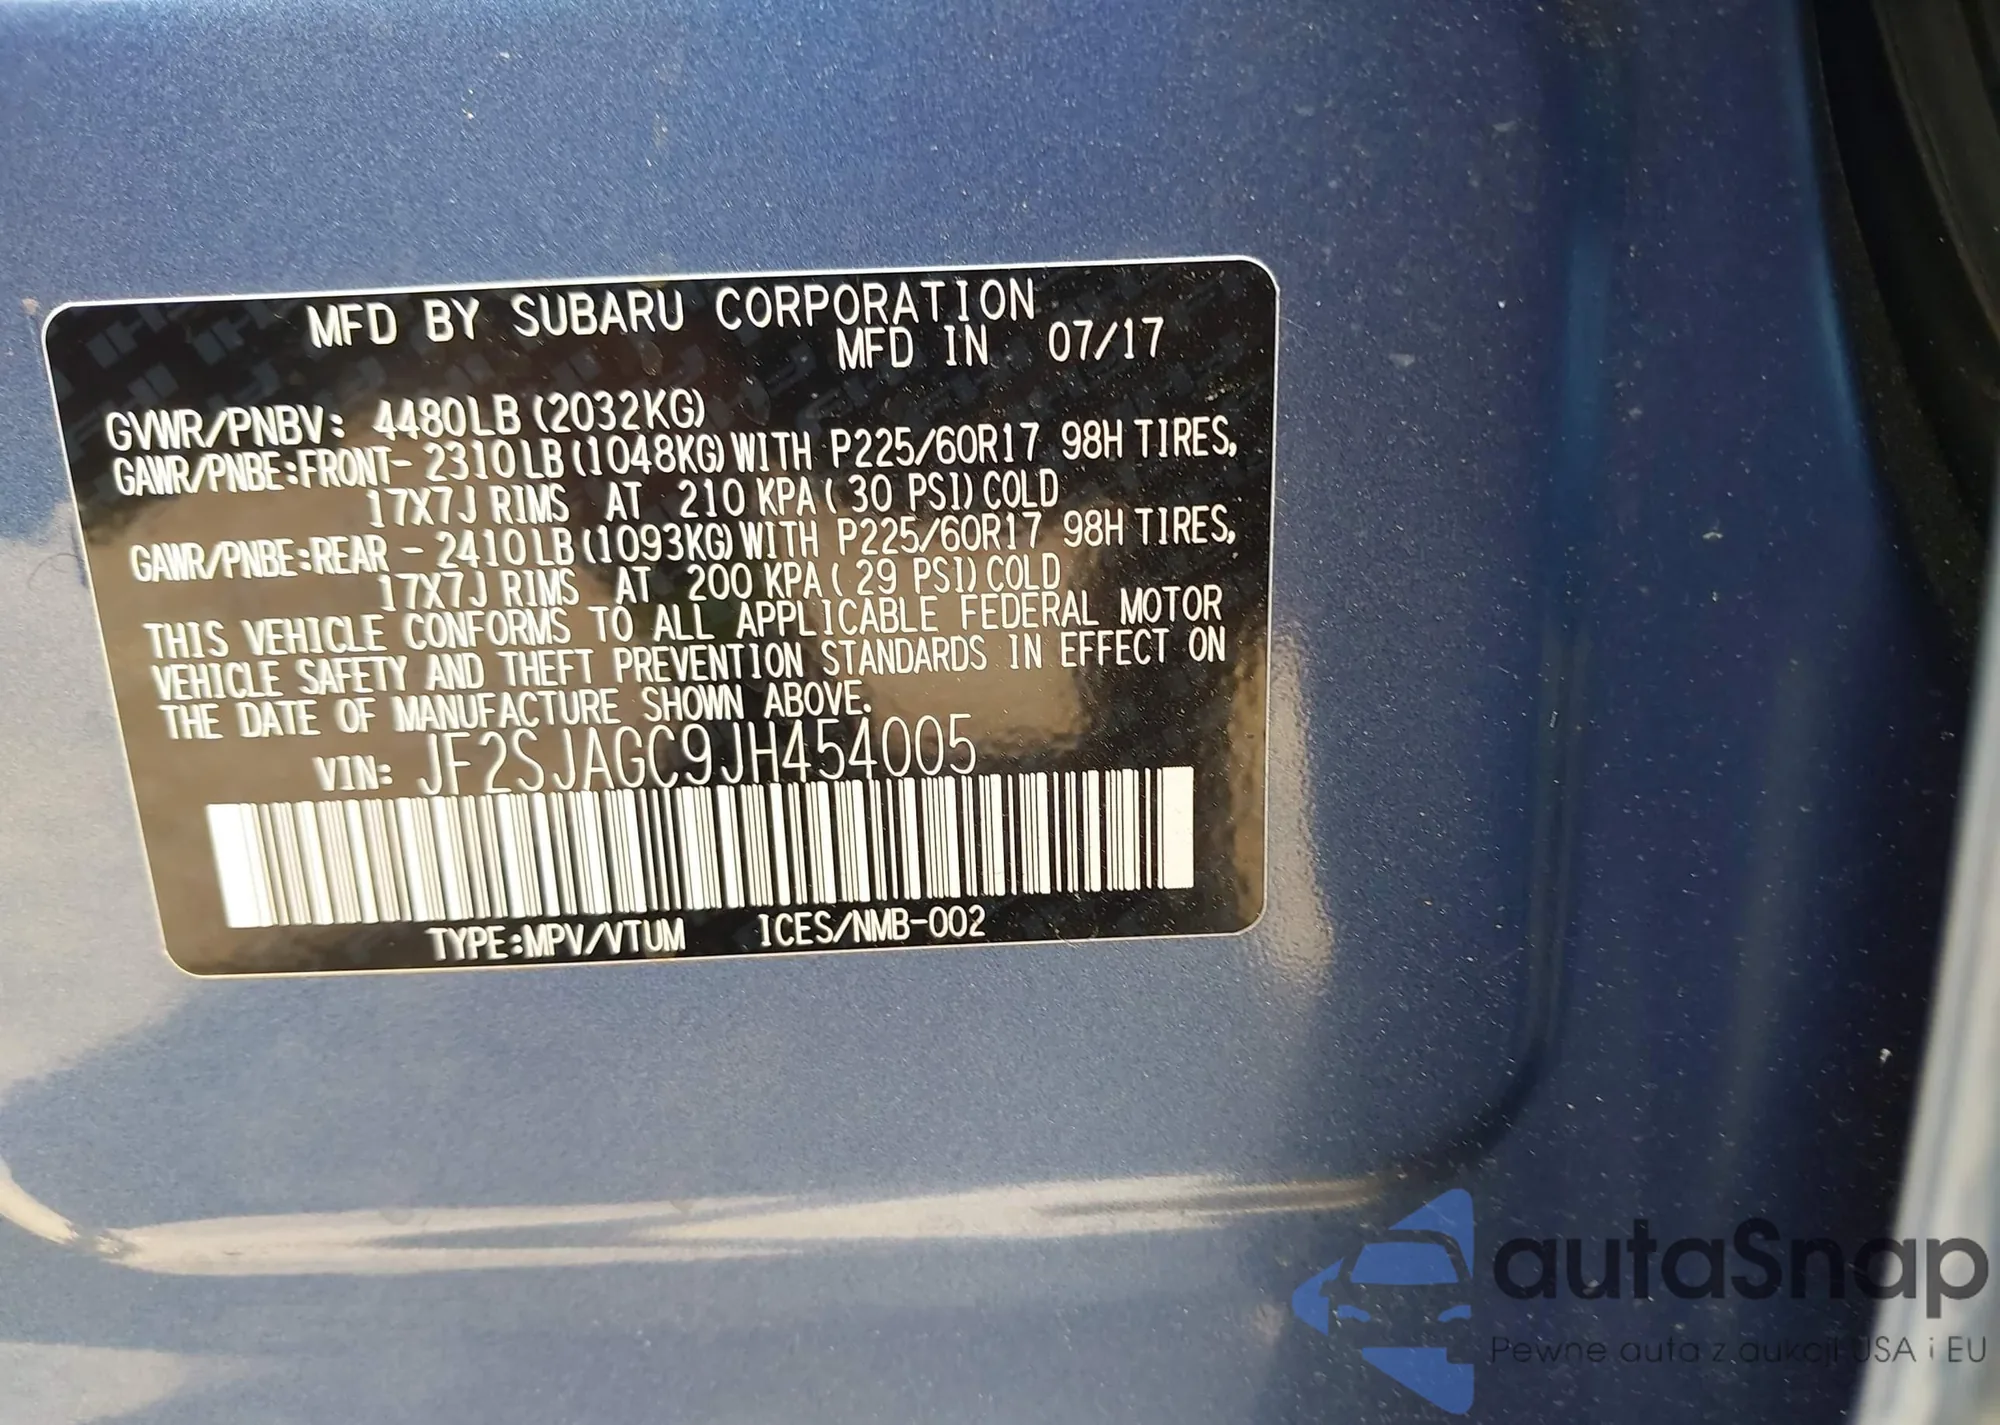 MFD BY SUBARU CORPORATION
MFD IN 07/17
GVWR/PNBV: 4480LB (2032KG)
GAWR/PNBE:FRONT- 2310LB (1048KG) WITH P225/60R17 98H TIRES,
17X7J RIMS AT 210 KPA ( 30 PSI) COLD
GAWR/PNBE:REAR - 2410LB (1093KG) WITH P225/60R17 98H TIRES,
17X7J RIMS AT 200 KPA ( 29 PSI) COLD
THIS VEHICLE CONFORMS TO ALL APPLICABLE FEDERAL MOTOR
VEHICLE SAFETY AND THEFT PREVENTION STANDARDS IN EFFECT ON
THE DATE OF MANUFACTURE SHOWN ABOVE.
VIN: JF2SJAGC9JH454005
TYPE:MPV/VTUM ICES/NMB-002
autaSnap
Pewne auta z aukcji USA i EU